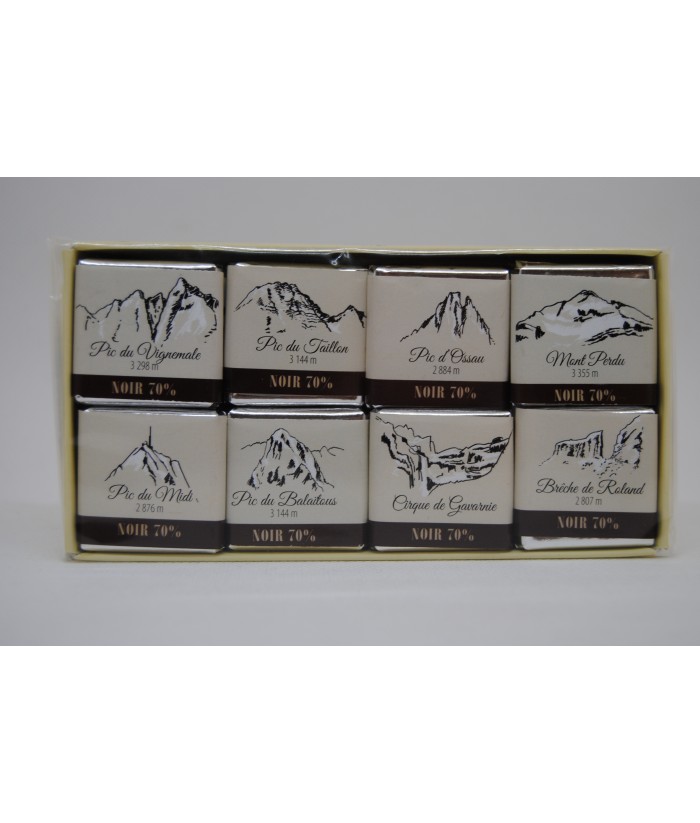 Pic du Vignemale
3 298 m
NOIR 70%
Pic du Taillon
3 144 m
NOIR 70%
Pic d'Ossau
2 884 m
NOIR 70%
Mont Perdu
3 355 m
NOIR 70%
Pic du Midi
2 876 m
NOIR 70%
Pic du Balaïtous
3 144 m
NOIR 70%
Cirque de Gavarnie
NOIR 70%
Brêche de Roland
2 807 m
NOIR 70%